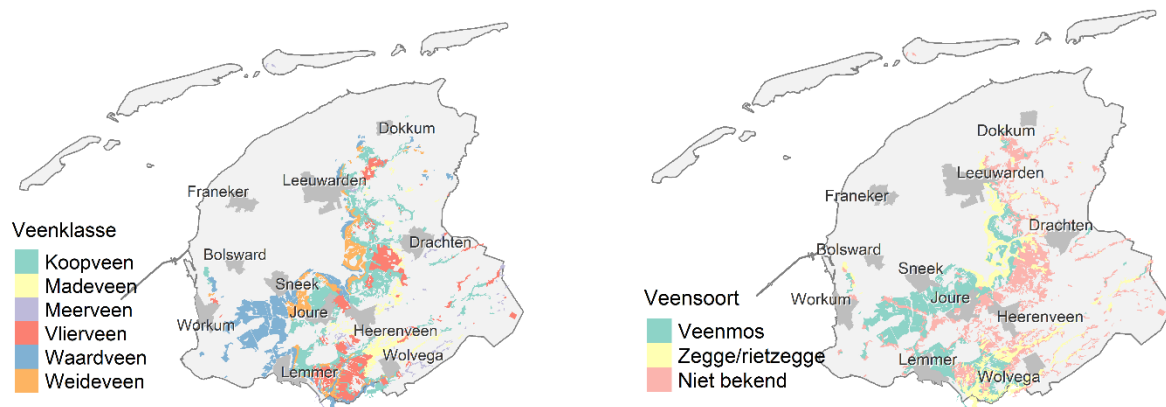 Dokkum
Leeuwarden
Franeker
Drachten
Bolsward
Sneek
Joure
Workum
Heerenveen
Wolvega
Lemmer
Veenklasse
Koopveen
Madeveen
Meerveen
Vlierveen
Waardveen
Weideveen
Dokkum
Leeuwarden
Franeker
Drachten
Bolsward
Sneek
Joure
Workum
Heerenveen
Lemmer
Wolvega
Veensoort
Veenmos
Zegge/rietzegge
Niet bekend